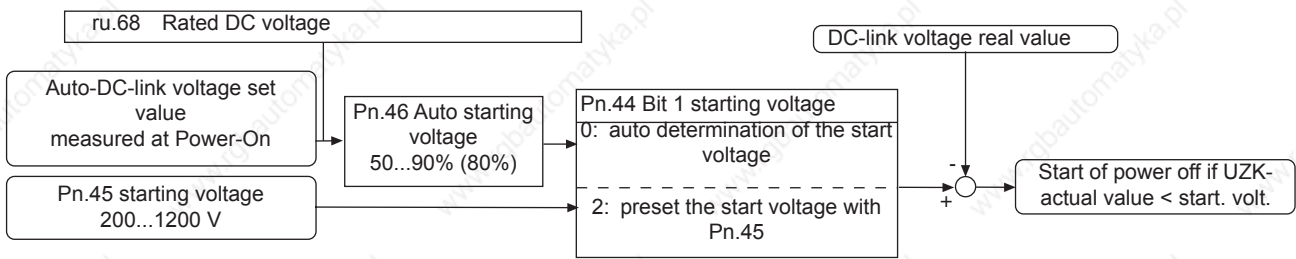 ru.68 Rated DC voltage
DC-link voltage real value
Auto-DC-link voltage set
value
measured at Power-On
Pn.46 Auto starting
voltage
50...90% (80%)
Pn.44 Bit 1 starting voltage
0: auto determination of the start
voltage
2: preset the start voltage with
Pn.45
Pn.45 starting voltage
200...1200 V
-
+
Start of power off if UZK-
actual value < start. volt.
www.rgbautomatyka.pl